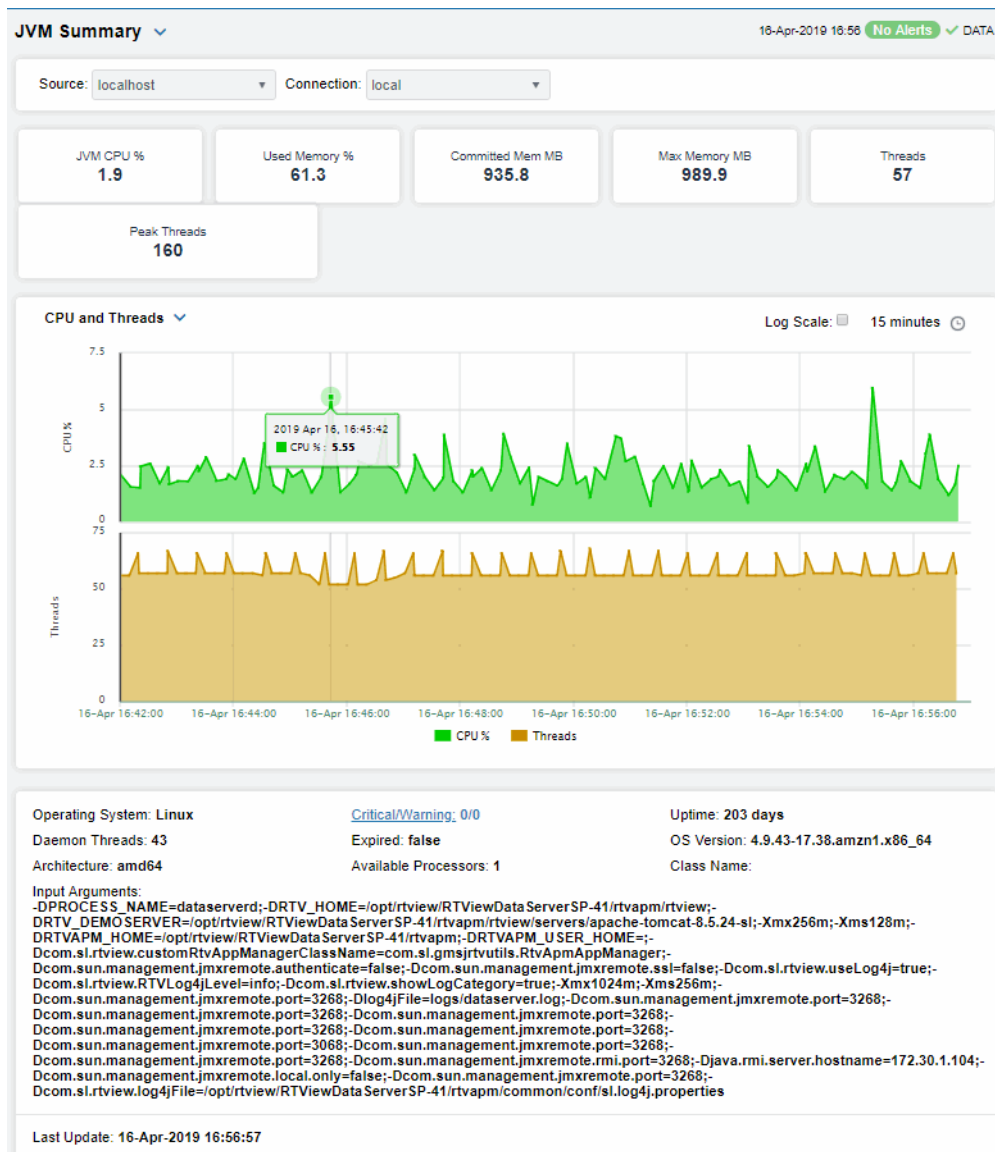 JVM Summary
16-Apr-2019 16:56 No Alerts DATA
Source: localhost Connection: local
JVM CPU % Used Memory % Committed Mem MB Max Memory MB Threads
1.9 61.3 935.8 989.9 57
Peak Threads
160
CPU and Threads
Log Scale: 15 minutes
7.5
5
2.5
0
CPU %
2019 Apr 16, 16:45:42
CPU % : 5.55
75
50
25
0
Threads
16-Apr 16:42:00 16-Apr 16:44:00 16-Apr 16:46:00 16-Apr 16:48:00 16-Apr 16:50:00 16-Apr 16:52:00 16-Apr 16:54:00 16-Apr 16:56:00
CPU % Threads
Operating System: Linux Critical/Warning: 0/0 Uptime: 203 days
Daemon Threads: 43 Expired: false OS Version: 4.9.43-17.38.amzn1.x86_64
Architecture: amd64 Available Processors: 1 Class Name:
Input Arguments:
-DPROCESS_NAME=dataserverd;-DRTV_HOME=/opt/rtview/RTViewDataServerSP-41/rtvapm/rtview;-
DRTV_DEMOSERVER=/opt/rtview/RTViewDataServerSP-41/rtvapm/rtview/servers/apache-tomcat-8.5.24-sl;-Xmx256m;-Xms128m;-
DRTVAPM_HOME=/opt/rtview/RTViewDataServerSP-41/rtvapm;-DRTVAPM_USER_HOME=;-
Dcom.sl.rtview.customRtvAppManagerClassName=com.sl.gmsjrtvutils.RtvApmAppManager;-
Dcom.sun.management.jmxremote.authenticate=false;-Dcom.sun.management.jmxremote.ssl=false;-Dcom.sl.rtview.useLog4j=true;-
Dcom.sl.rtview.RTVLog4jLevel=info;-Dcom.sl.rtview.showLogCategory=true;-Xmx1024m;-Xms256m;-
Dcom.sun.management.jmxremote.port=3268;-Dlog4jFile=logs/dataserver.log;-Dcom.sun.management.jmxremote.port=3268;-
Dcom.sun.management.jmxremote.port=3268;-Dcom.sun.management.jmxremote.port=3268;-
Dcom.sun.management.jmxremote.port=3268;-Dcom.sun.management.jmxremote.port=3268;-
Dcom.sun.management.jmxremote.port=3068;-Dcom.sun.management.jmxremote.port=3268;-
Dcom.sun.management.jmxremote.port=3268;-Dcom.sun.management.jmxremote.rmi.port=3268;-Djava.rmi.server.hostname=172.30.1.104;-
Dcom.sun.management.jmxremote.local.only=false;-Dcom.sun.management.jmxremote.port=3268;-
Dcom.sl.rtview.log4jFile=/opt/rtview/RTViewDataServerSP-41/rtvapm/common/conf/sl.log4j.properties
Last Update: 16-Apr-2019 16:56:57